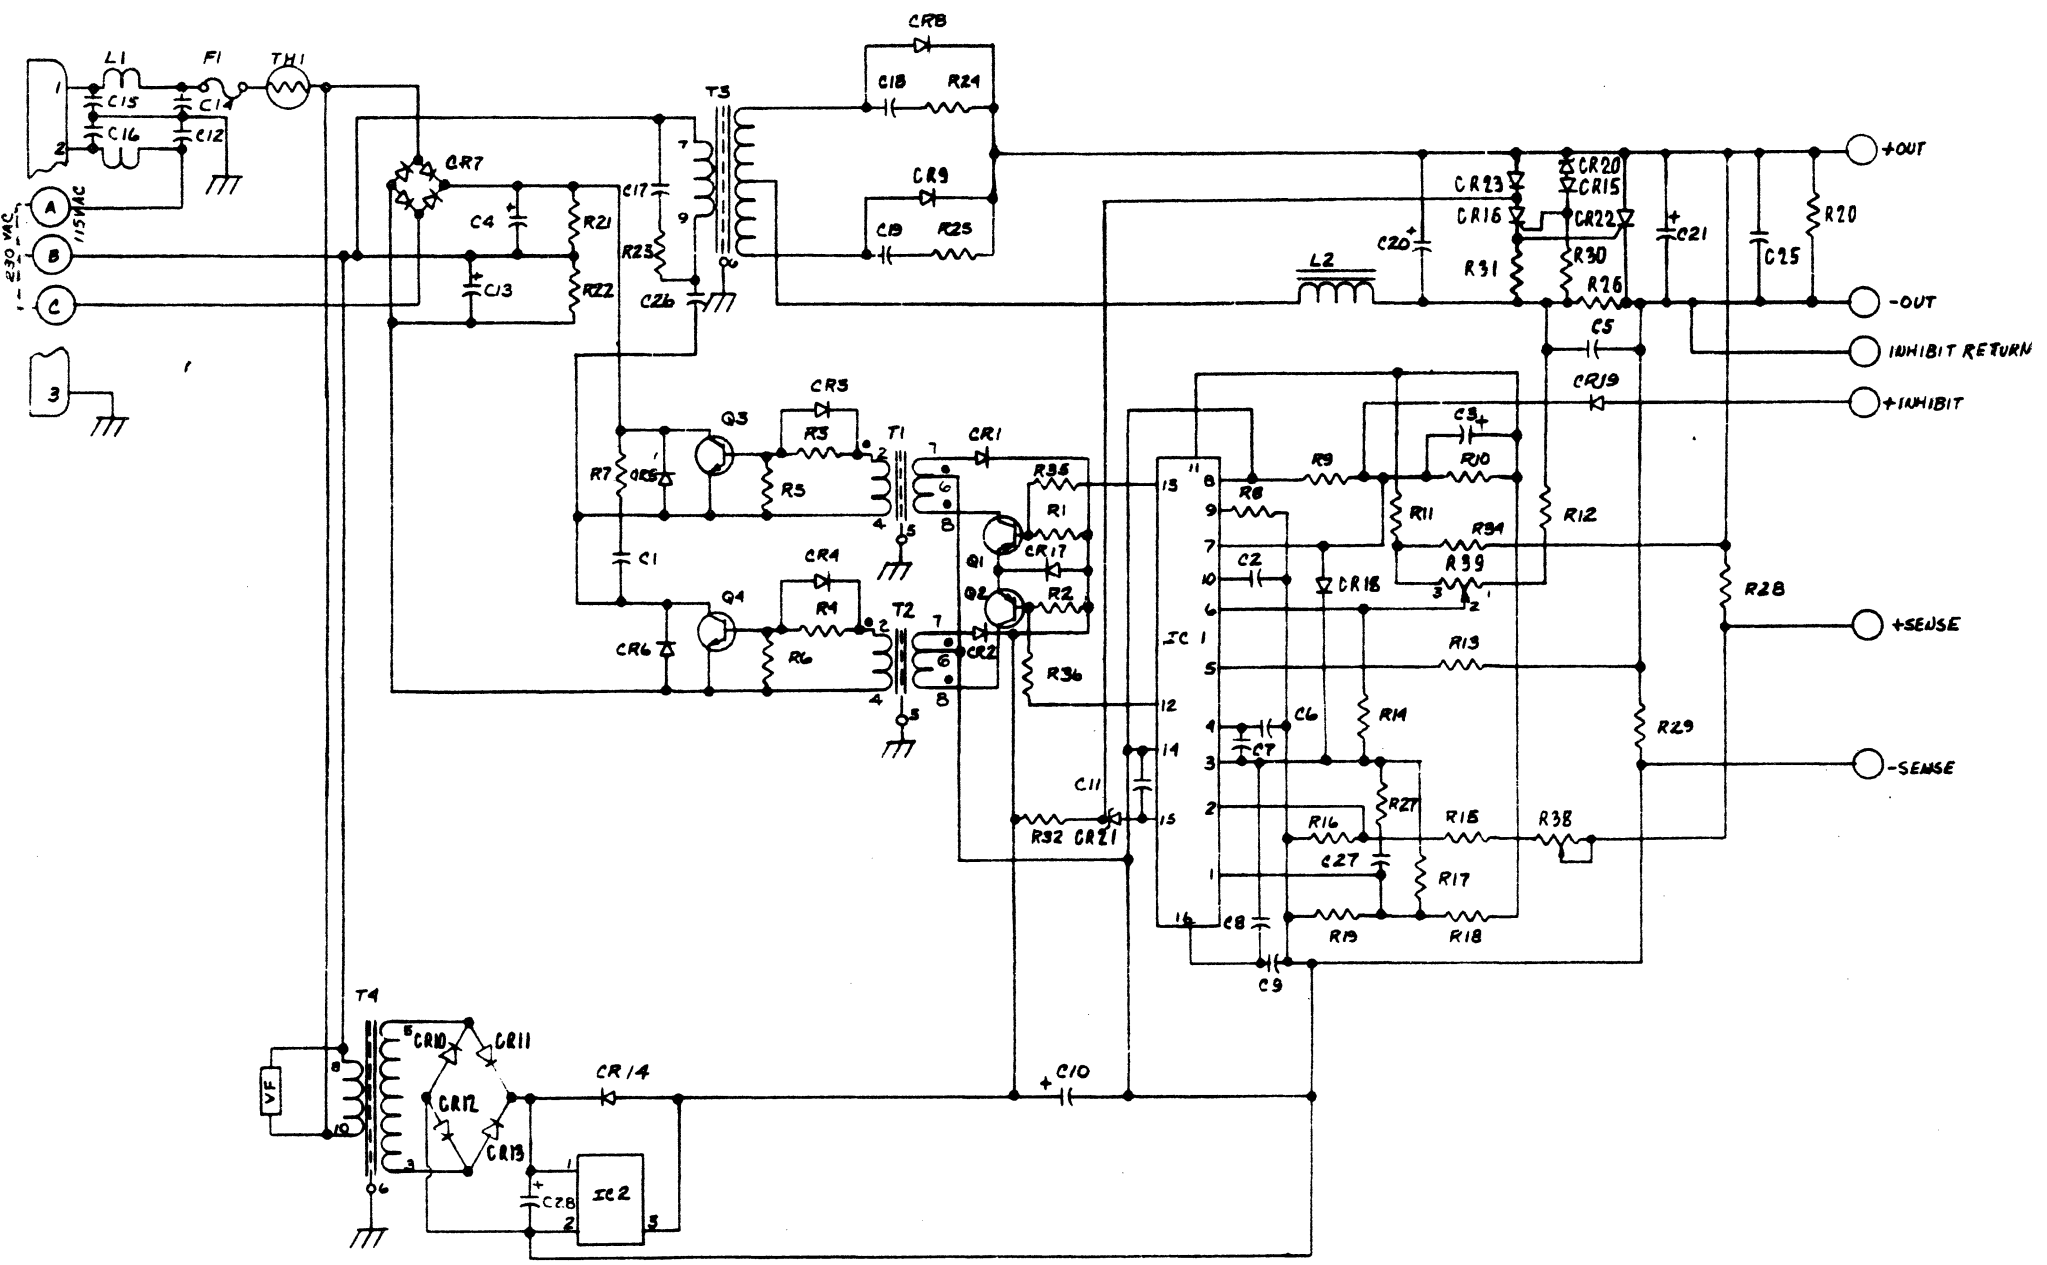 CR8
L1
F1
TH1
1
C15
C14
C18
R24
T3
2
C16
C12
7
CR7
+OUT
CR20
CR23
CR15
CR9
C17
115VAC
A
230 VAC
B
C
+
C4
R21
9
R23
C19
R25
CR16
CR22
C20
+
+
C21
C25
R20
6
L2
R31
R30
R26
+
C13
R22
C26
-OUT
C5
INHIBIT RETURN
3
CR19
+INHIBIT
CR3
Q3
R3
T1
2
7
CR1
C3
+
R7
CR5
R5
6
R35
11
13
8
R9
R10
4
8
R1
9
R8
R11
R12
5
Q1
CR17
7
R34
C1
CR4
C2
10
CR18
R39
3
1
2
R28
Q4
R4
T2
2
7
Q2
R2
6
+SENSE
CR6
R6
6
CR2
IC 1
R13
R36
5
4
8
12
5
4
C6
R14
R29
14
C7
3
-SENSE
C11
R27
2
15
R32
CR21
R16
R15
R38
C27
1
R17
16
C8
R19
R18
C9
T4
5
CR10
CR11
8
VF
CR12
CR14
+
C10
10
CR13
3
6
1
+
C28
IC2
2
3